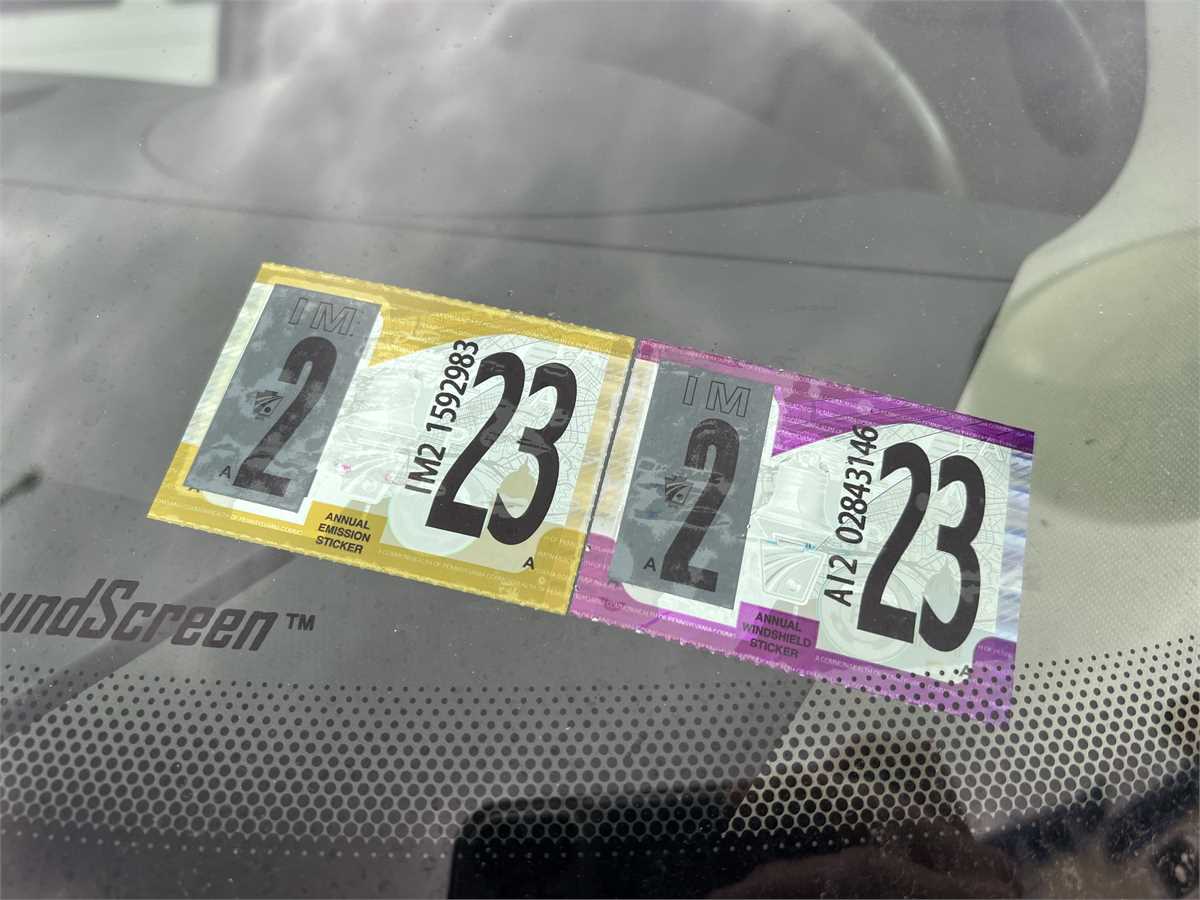 IM
2
A
IM2 1592983
23
ANNUAL
EMISSION
STICKER
A
IM
2
A
AI2 02843146
23
ANNUAL
WINDSHIELD
STICKER
A
undScreen™